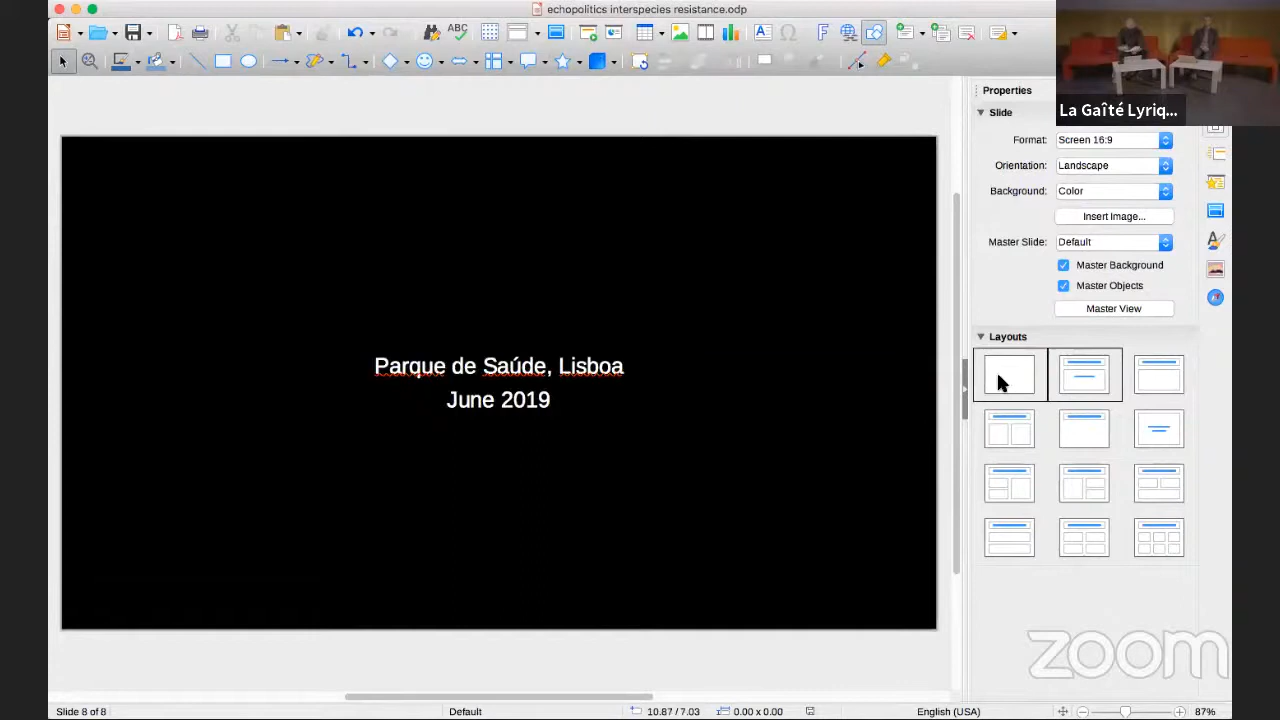 echopolitics interspecies resistance.odp
ABC
Properties
La Gaîté Lyriq...
Slide
Format: Screen 16:9
Orientation: Landscape
Background: Color
Insert Image...
Master Slide: Default
Master Background
Master Objects
Master View
Layouts
Parque de Saúde, Lisboa
June 2019
zoom
Slide 8 of 8
Default
10.87 / 7.03
0.00 x 0.00
English (USA)
87%